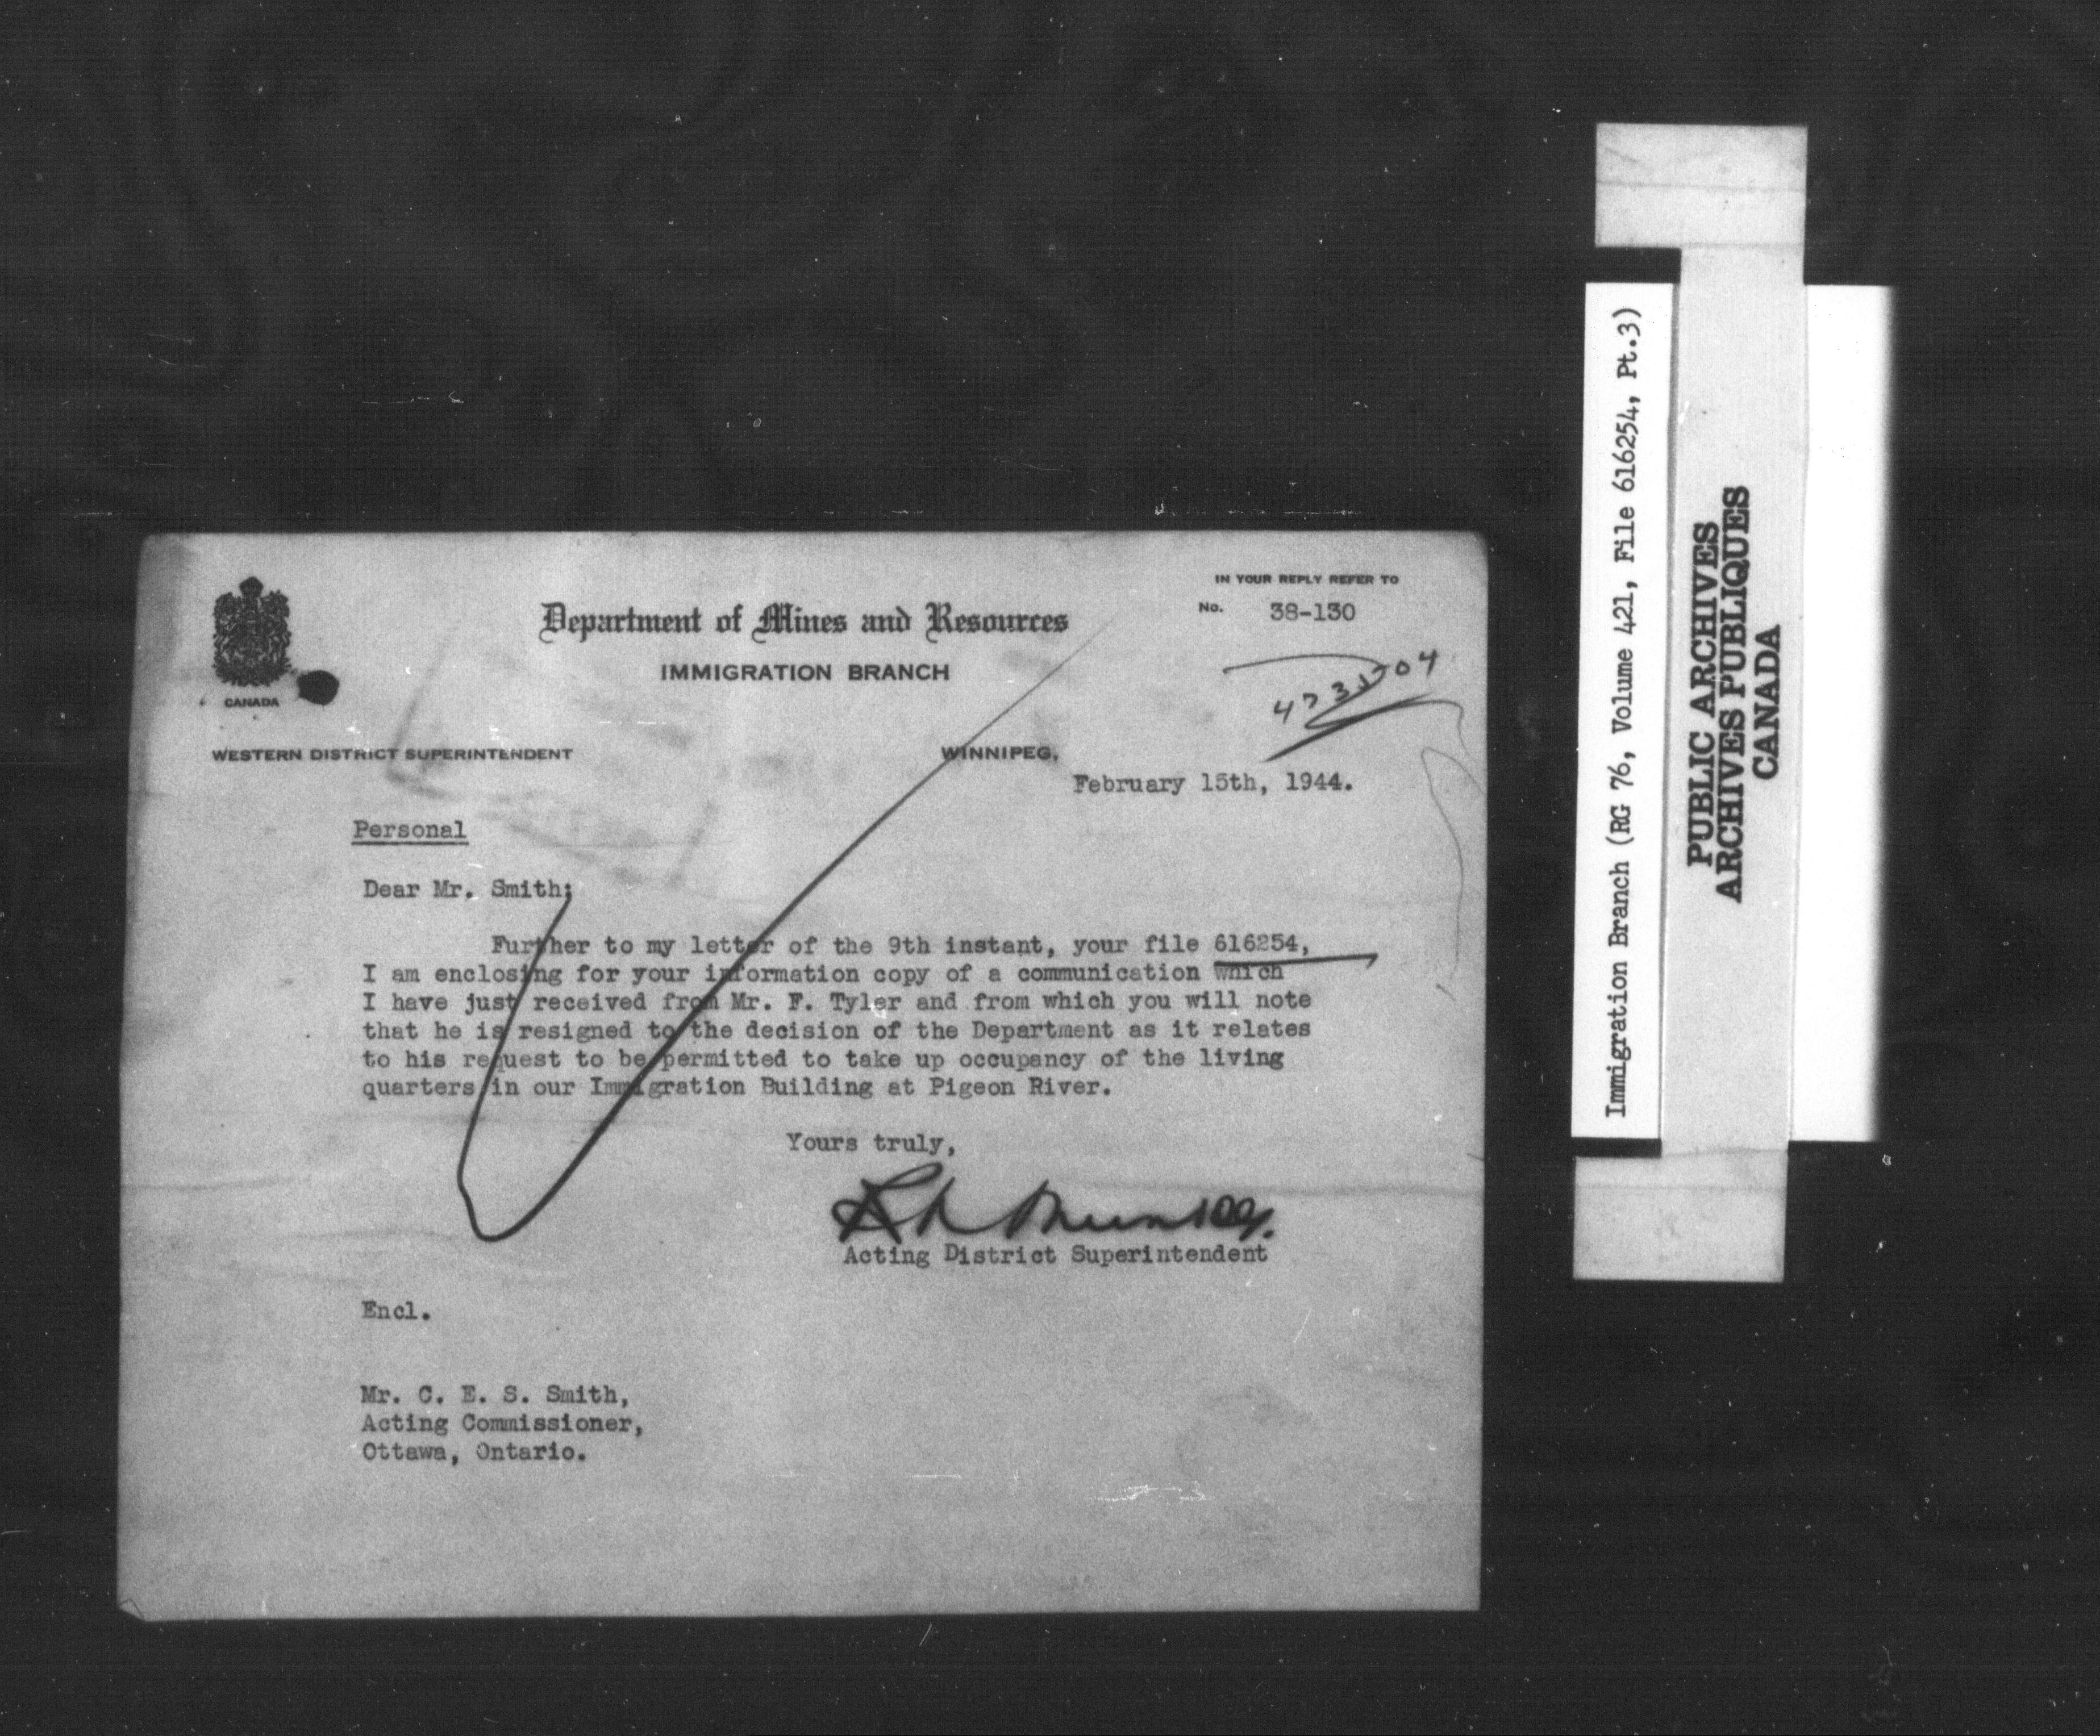 IN YOUR REPLY REFER TO
No. 38-130
Department of Mines and Resources
IMMIGRATION BRANCH
CANADA
WESTERN DISTRICT SUPERINTENDENT
WINNIPEG,
February 15th, 1944.
Personal
Dear Mr. Smith:
Further to my letter of the 9th instant, your file 616254,
I am enclosing for your information copy of a communication which
I have just received from Mr. F. Tyler and from which you will note
that he is resigned to the decision of the Department as it relates
to his request to be permitted to take up occupancy of the living
quarters in our Immigration Building at Pigeon River.
Yours truly,
Acting District Superintendent
Encl.
Mr. C. E. S. Smith,
Acting Commissioner,
Ottawa, Ontario.
Immigration Branch (RG 76, Volume 421, File 616254, Pt.3)
PUBLIC ARCHIVES
ARCHIVES PUBLIQUES
CANADA